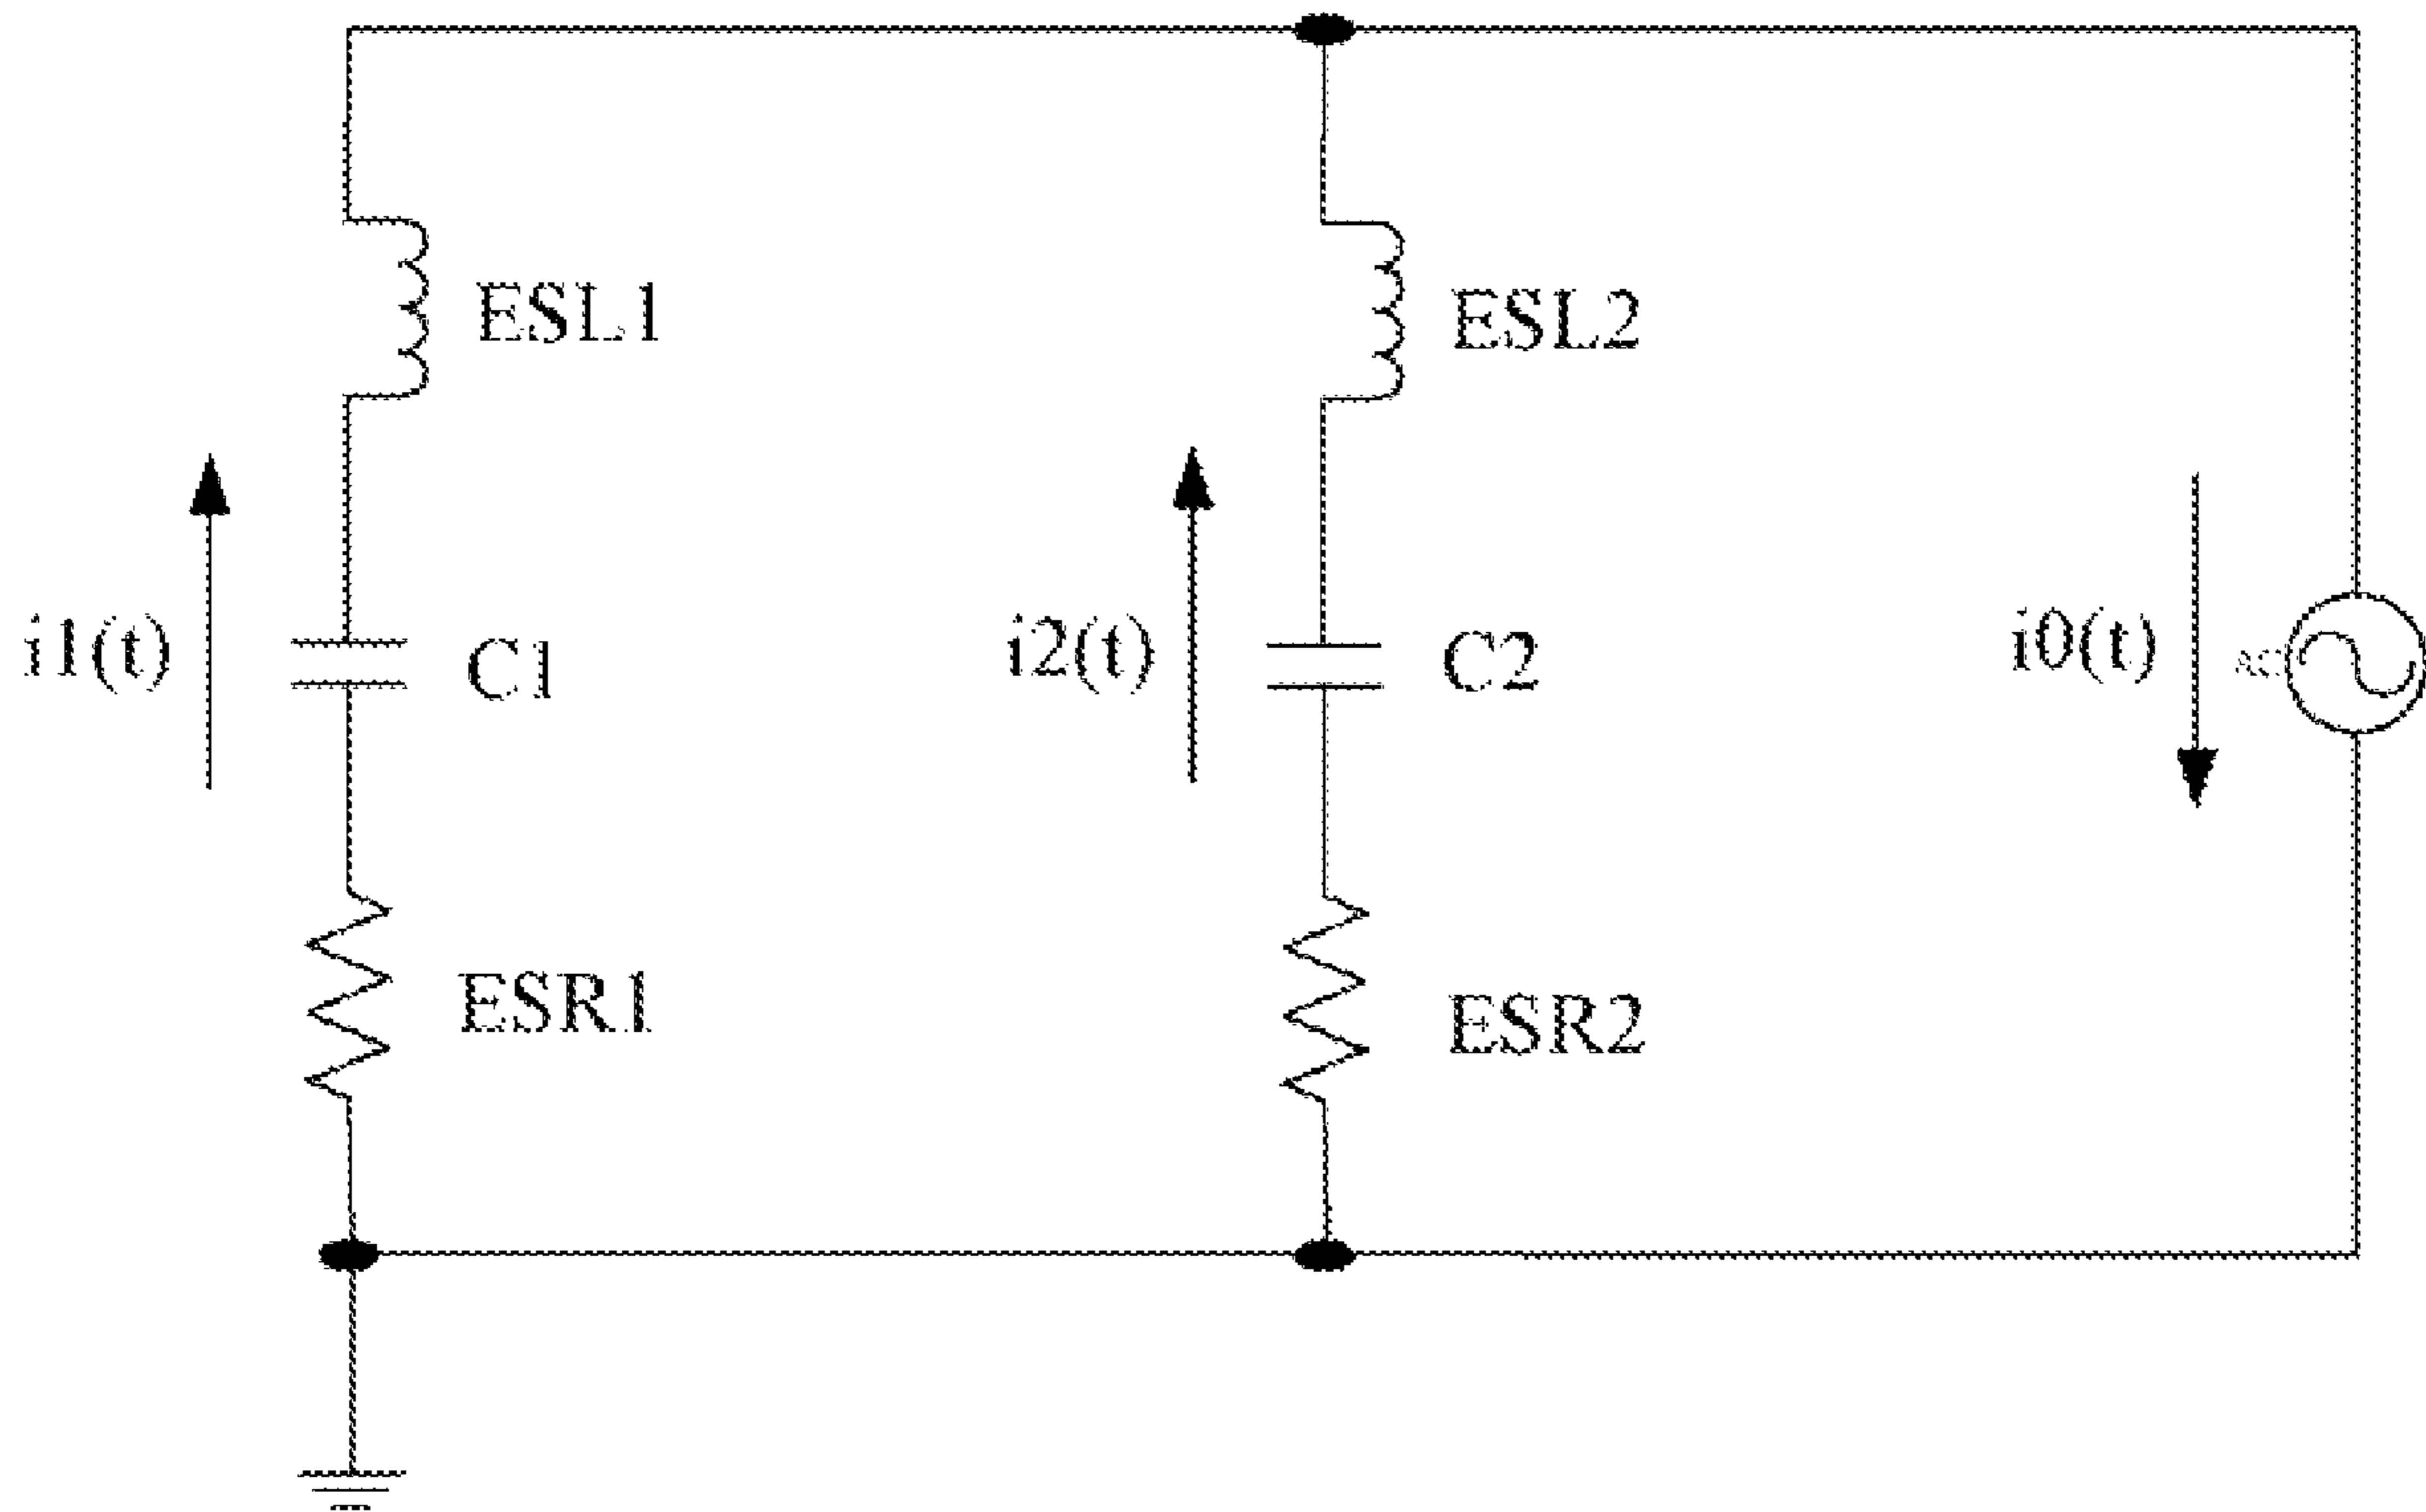 ESL1
ESL2
i1(t)
C1
i2(t)
C2
i0(t)
AC
ESR1
ESR2